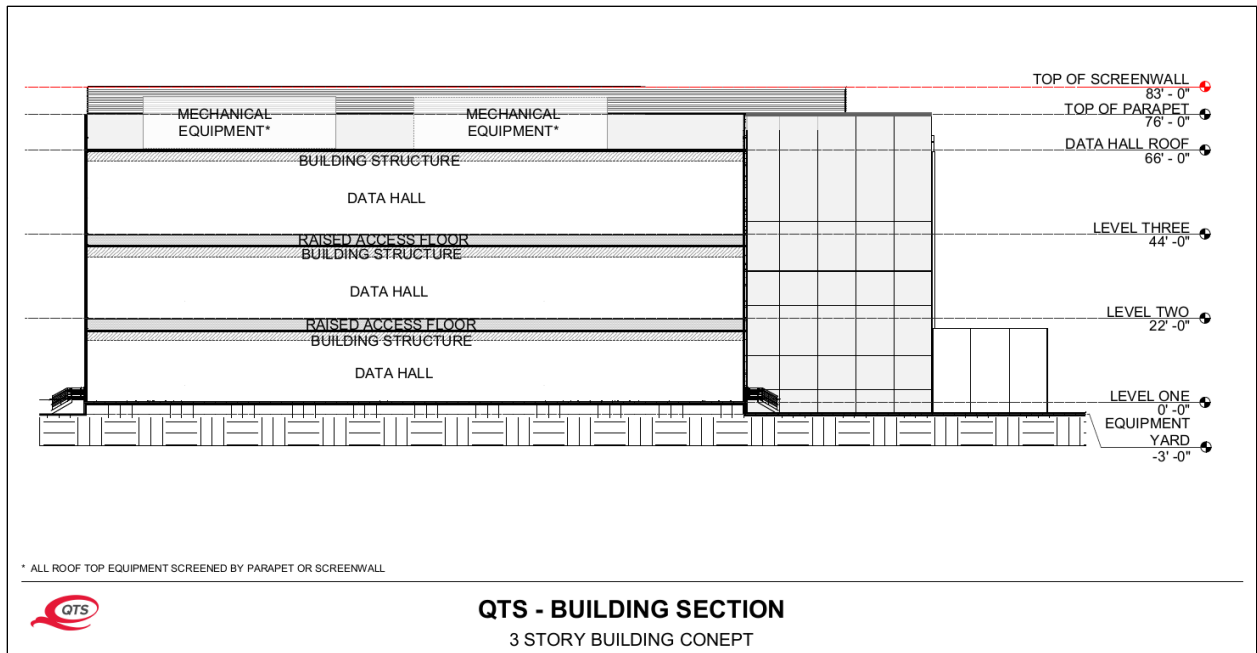 TOP OF SCREENWALL
83' - 0"
MECHANICAL
EQUIPMENT*
MECHANICAL
EQUIPMENT*
TOP OF PARAPET
76' - 0"
DATA HALL ROOF
66' - 0"
BUILDING STRUCTURE
DATA HALL
LEVEL THREE
44' - 0"
RAISED ACCESS FLOOR
BUILDING STRUCTURE
DATA HALL
LEVEL TWO
22' - 0"
RAISED ACCESS FLOOR
BUILDING STRUCTURE
DATA HALL
LEVEL ONE
0' - 0"
EQUIPMENT
YARD
-3' - 0"
* ALL ROOF TOP EQUIPMENT SCREENED BY PARAPET OR SCREENWALL
QTS
QTS - BUILDING SECTION
3 STORY BUILDING CONEPT